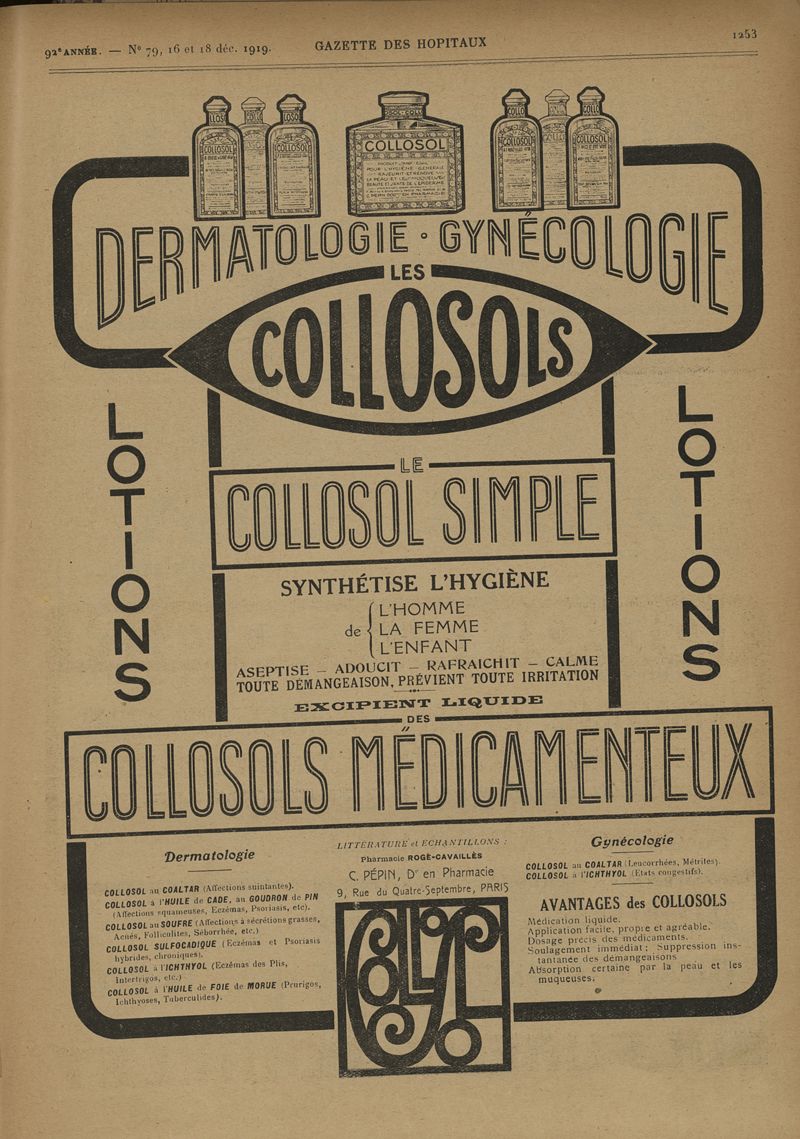 92e ANNÉE. — No 79, 16 et 18 déc. 1919. GAZETTE DES HOPITAUX 1253
COLLOSOL
DERMATOLOGIE • GYNÉCOLOGIE
LES
COLLOSOLS
LOTIONS
LOTIONS
LE
COLLOSOL SIMPLE
SYNTHÉTISE L'HYGIÈNE
de { L'HOMME
LA FEMME
L'ENFANT
ASEPTISE — ADOUCIT — RAFRAICHIT — CALME
TOUTE DÉMANGEAISON, PRÉVIENT TOUTE IRRITATION
EXCIPIENT LIQUIDE
DES
COLLOSOLS MÉDICAMENTEUX
Dermatologie
COLLOSOL au COALTAR (Affections suintantes).
COLLOSOL à l'HUILE de CADE, au GOUDRON de PIN
(Affections squameuses, Eczémas, Psoriasis, etc).
COLLOSOL au SOUFRE (Affections à sécrétions grasses,
Acnés, Folliculites, Séborrhée, etc.)
COLLOSOL SULFOCADIQUE (Eczémas et Psoriasis
hybrides, chroniques).
COLLOSOL à l'ICHTHYOL (Eczémas des Plis,
Intertrigos, etc.)
COLLOSOL à l'HUILE de FOIE de MORUE (Prurigos,
Ichthyoses, Tuberculides).
LITTÉRATURE et ECHANTILLONS :
Pharmacie ROGÉ-CAVAILLÈS
C. PÉPIN, Dr en Pharmacie
9, Rue du Quatre-Septembre, PARIS
Gynécologie
COLLOSOL au COALTAR (Leucorrhées, Métrites).
COLLOSOL à l'ICHTHYOL (Etats congestifs).
AVANTAGES des COLLOSOLS
Médication liquide.
Application facile, propre et agréable.
Dosage précis des médicaments.
Soulagement immédiat : Suppression ins-
tantanée des démangeaisons
Absorption certaine par la peau et les
muqueuses.